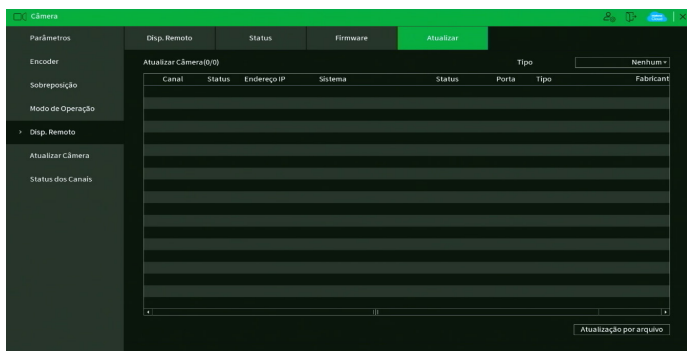 Câmera
Parâmetros
Disp. Remoto Status Firmware Atualizar
Encoder
Atualizar Câmera(0/0) Tipo Nenhum
Canal Status Endereço IP Sistema Status Porta Tipo Fabricant
Sobreposição
Modo de Operação
Disp. Remoto
Atualizar Câmera
Status dos Canais
Atualização por arquivo